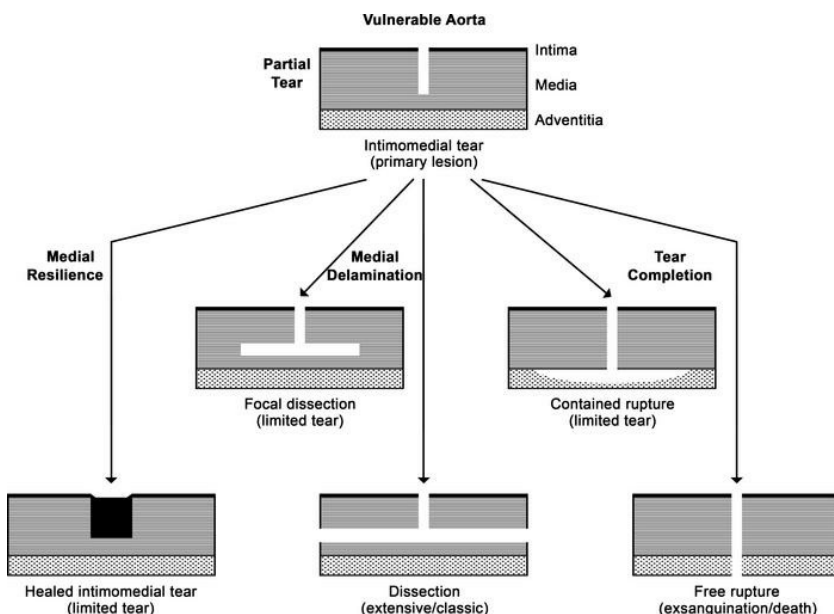 Vulnerable Aorta
Partial
Tear
Intima
Media
Adventitia
Intimomedial tear
(primary lesion)
Medial
Resilience
Medial
Delamination
Tear
Completion
Focal dissection
(limited tear)
Contained rupture
(limited tear)
Healed intimomedial tear
(limited tear)
Dissection
(extensive/classic)
Free rupture
(exsanguination/death)